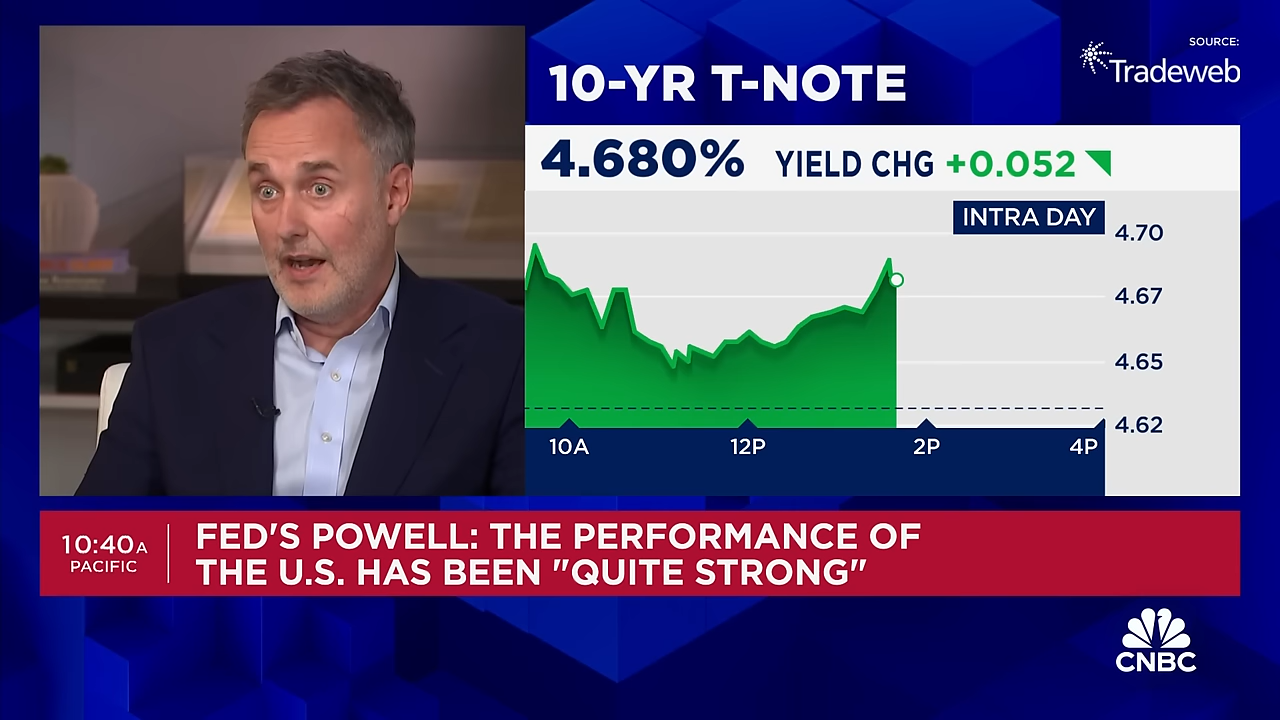 SOURCE:
Tradeweb
10-YR T-NOTE
4.680% YIELD CHG +0.052
INTRA DAY
4.70
4.67
4.65
4.62
10A 12P 2P 4P
10:40A
PACIFIC
FED'S POWELL: THE PERFORMANCE OF
THE U.S. HAS BEEN "QUITE STRONG"
CNBC